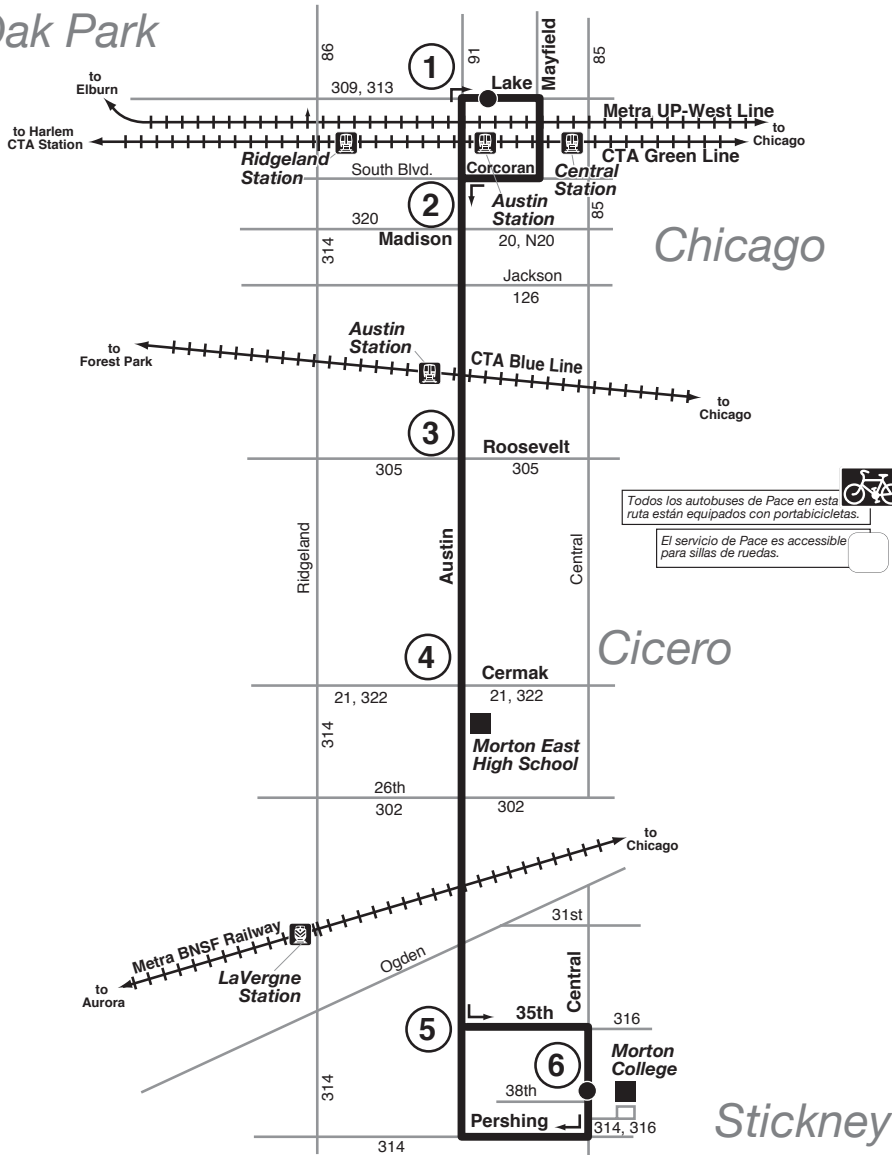 Oak Park
86
91
Mayfield
85
1
Lake
to
Elburn
309, 313
Metra UP-West Line
to
Chicago
to Harlem
CTA Station
CTA Green Line
Ridgeland
Station
South Blvd.
Corcoran
Central
Station
2
Austin
Station
85
320
Madison
20, N20
314
Chicago
Jackson
126
Austin
Station
to
Forest Park
CTA Blue Line
to
Chicago
3
Roosevelt
305
305
Todos los autobuses de Pace en esta
ruta están equipados con portabicicletas.
El servicio de Pace es accessible
para sillas de ruedas.
Ridgeland
Austin
Central
4
Cicero
Cermak
21, 322
21, 322
314
Morton East
High School
26th
302
302
to
Chicago
31st
Metra BNSF Railway
Ogden
LaVergne
Station
to
Aurora
Central
5
35th
316
6
Morton
College
38th
314
Pershing
314, 316
Stickney
314